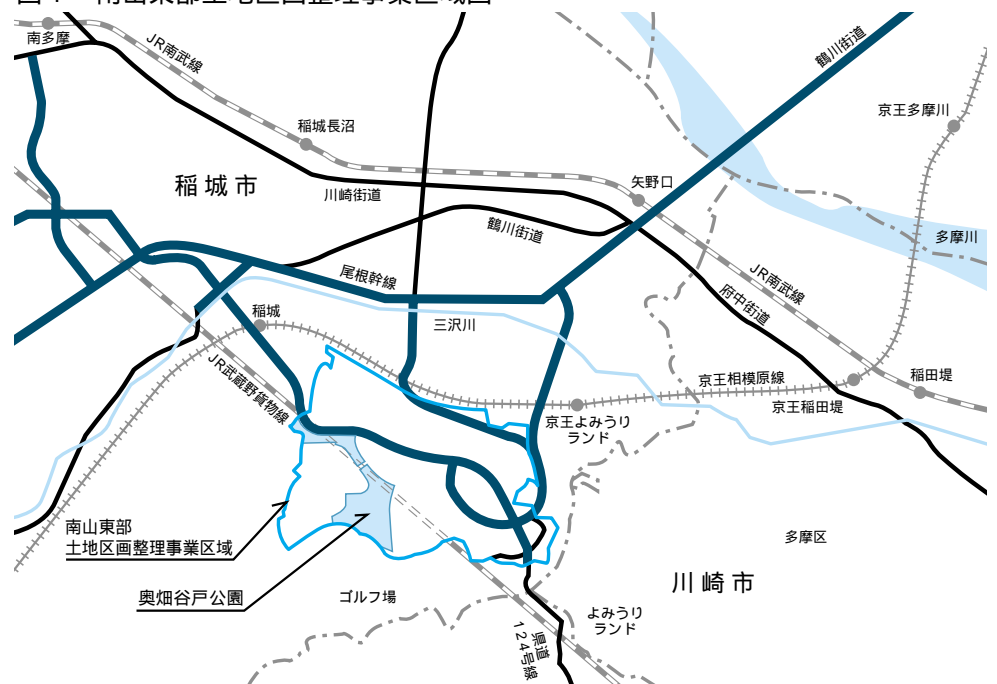 南多摩
JR南武線
鶴川街道
京王多摩川
稲城長沼
稲城市
川崎街道
矢野口
鶴川街道
多摩川
尾根幹線
JR南武線
府中街道
稲城
三沢川
JR武蔵野貨物線
京王相模原線
稲田堤
京王稲田堤
京王よみうり
ランド
南山東部
土地区画整理事業区域
多摩区
川崎市
奥畑谷戸公園
ゴルフ場
よみうり
ランド
県道
124号線